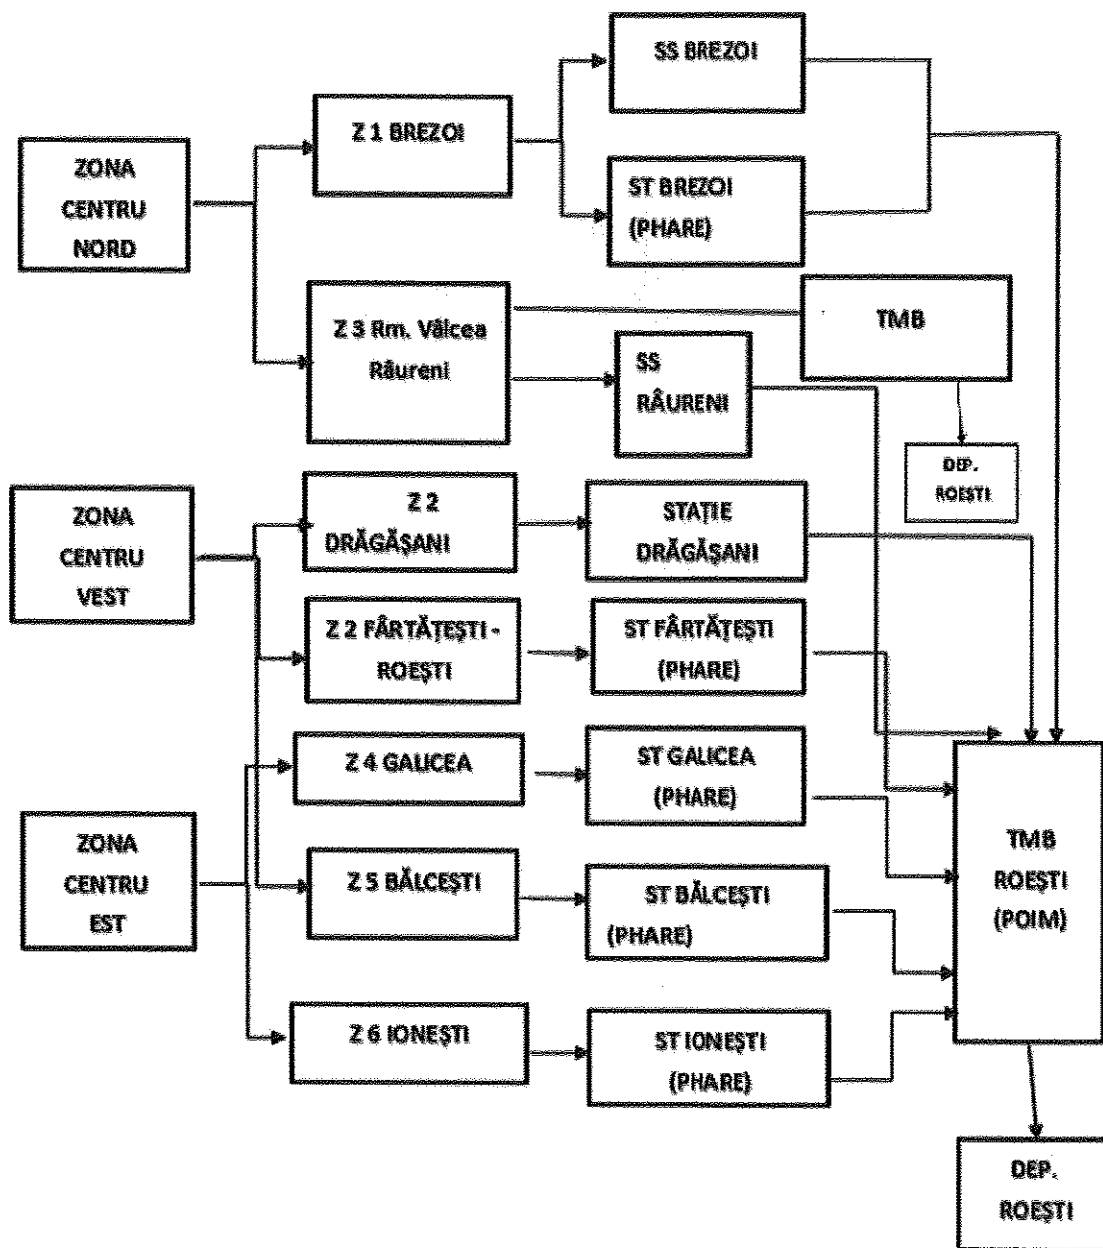 SS BREZOI
Z 1 BREZOI
ZONA
CENTRU
NORD
ST BREZOI
(PHARE)
Z 3 Rm. Vâlcea
Râureni
TMB
SS
RÂURENI
DEP.
ROEȘTI
ZONA
CENTRU
VEST
Z 2
DRĂGĂȘANI
STAȚIE
DRĂGĂȘANI
Z 2 FÂRTĂȚEȘTI -
ROEȘTI
ST FÂRTĂȚEȘTI
(PHARE)
Z 4 GALICEA
ST GALICEA
(PHARE)
ZONA
CENTRU
EST
Z 5 BĂLCEȘTI
ST BĂLCEȘTI
(PHARE)
TMB
ROEȘTI
(POIM)
Z 6 IONEȘTI
ST IONEȘTI
(PHARE)
DEP.
ROEȘTI